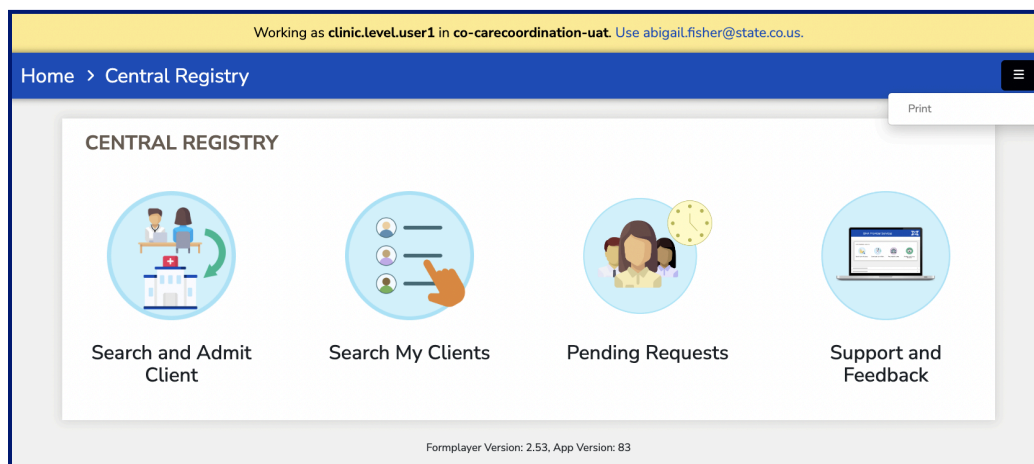 Working as clinic.level.user1 in co-carecoordination-uat. Use abigail.fisher@state.co.us.
Home > Central Registry
Print
CENTRAL REGISTRY
Search and Admit
Client
Search My Clients
Pending Requests
Support and
Feedback
Formplayer Version: 2.53, App Version: 83